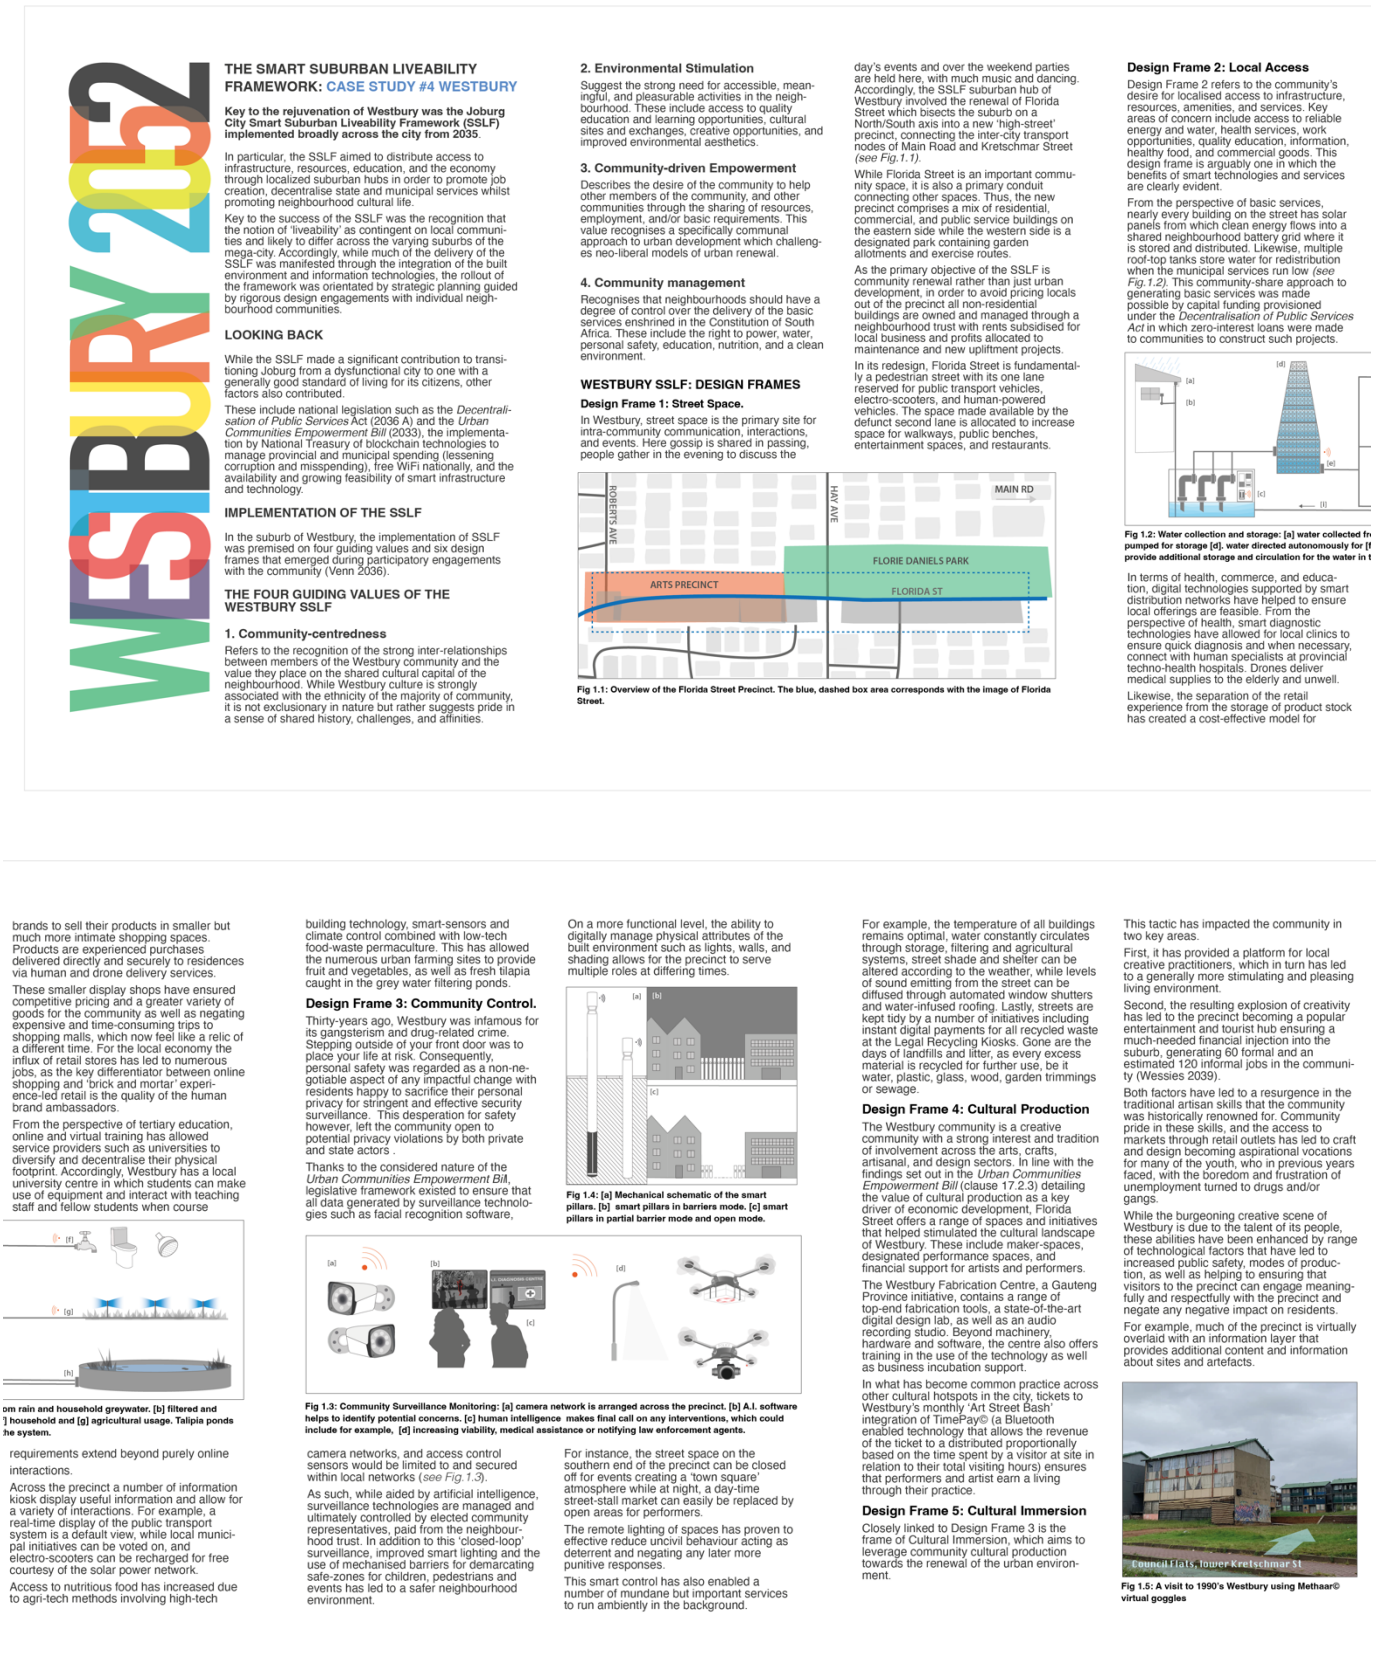 WESTBURY 2052
THE SMART SUBURBAN LIVEABILITY
FRAMEWORK: CASE STUDY #4 WESTBURY
Key to the rejuvenation of Westbury was the Joburg
City Smart Suburban Liveability Framework (SSLF)
implemented broadly across the city from 2035.
In particular, the SSLF aimed to distribute access to
infrastructure, resources, education, and the economy
through localized suburban hubs in order to promote job
creation, decentralise state and municipal services whilst
promoting neighbourhood cultural life.
Key to the success of the SSLF was the recognition that
the notion of 'liveability' as contingent on local communi-
ties and likely to differ across the varying suburbs of the
mega-city. Accordingly, while much of the delivery of the
SSLF was manifested through the integration of the built
environment and information technologies, the rollout of
the framework was orientated by strategic planning guided
by rigorous design engagements with individual neigh-
bourhood communities.
LOOKING BACK
While the SSLF made a significant contribution to transi-
tioning Joburg from a dysfunctional city to one with a
generally good standard of living for its citizens, other
factors also contributed.
These include national legislation such as the Decentrali-
sation of Public Services Act (2036 A) and the Urban
Communities Empowerment Bill (2033), the implementa-
tion by National Treasury of blockchain technologies to
manage provincial and municipal spending (lessening
corruption and misspending), free WiFi nationally, and the
availability and growing feasibility of smart infrastructure
and technology.
IMPLEMENTATION OF THE SSLF
In the suburb of Westbury, the implementation of SSLF
was premised on four guiding values and six design
frames that emerged during participatory engagements
with the community (Venn 2036).
THE FOUR GUIDING VALUES OF THE
WESTBURY SSLF
1. Community-centredness
Refers to the recognition of the strong inter-relationships
between members of the Westbury community and the
value they place on the shared cultural capital of the
neighbourhood. While Westbury culture is strongly
associated with the ethnicity of the majority of community,
it is not exclusionary in nature but rather suggests pride in
a sense of shared history, challenges, and affinities.
2. Environmental Stimulation
Suggest the strong need for accessible, mean-
ingful, and pleasurable activities in the neigh-
bourhood. These include access to quality
education and learning opportunities, cultural
sites and exchanges, creative opportunities, and
improved environmental aesthetics.
3. Community-driven Empowerment
Describes the desire of the community to help
other members of the community, and other
communities through the sharing of resources,
employment, and/or basic requirements. This
value recognises a specifically communal
approach to urban development which challeng-
es neo-liberal models of urban renewal.
4. Community management
Recognises that neighbourhoods should have a
degree of control over the delivery of the basic
services enshrined in the Constitution of South
Africa. These include the right to power, water,
personal safety, education, nutrition, and a clean
environment.
WESTBURY SSLF: DESIGN FRAMES
Design Frame 1: Street Space.
In Westbury, street space is the primary site for
intra-community communication, interactions,
and events. Here gossip is shared in passing,
people gather in the evening to discuss the
day's events and over the weekend parties
are held here, with much music and dancing.
Accordingly, the SSLF suburban hub of
Westbury involved the renewal of Florida
Street which bisects the suburb on a
North/South axis into a new 'high-street'
precinct, connecting the inter-city transport
nodes of Main Road and Kretschmar Street
(see Fig.1.1).
While Florida Street is an important commu-
nity space, it is also a primary conduit
connecting other spaces. Thus, the new
precinct comprises a mix of residential,
commercial, and public service buildings on
the eastern side while the western side is a
designated park containing garden
allotments and exercise routes.
As the primary objective of the SSLF is
community renewal rather than just urban
development, in order to avoid pricing locals
out of the precinct all non-residential
buildings are owned and managed through a
neighbourhood trust with rents subsidised for
local business and profits allocated to
maintenance and new upliftment projects.
In its redesign, Florida Street is fundamental-
ly a pedestrian street with its one lane
reserved for public transport vehicles,
electro-scooters, and human-powered
vehicles. The space made available by the
defunct second lane is allocated to increase
space for walkways, public benches,
entertainment spaces, and restaurants.
ROBERTS AVE
HAY AVE
MAIN RD
FLORIE DANIELS PARK
ARTS PRECINCT
FLORIDA ST
Fig 1.1: Overview of the Florida Street Precinct. The blue, dashed box area corresponds with the image of Florida
Street.
Design Frame 2: Local Access
Design Frame 2 refers to the community's
desire for localised access to infrastructure,
resources, amenities, and services. Key
areas of concern include access to reliable
energy and water, health services, work
opportunities, quality education, information,
healthy food, and commercial goods. This
design frame is arguably one in which the
benefits of smart technologies and services
are clearly evident.
From the perspective of basic services,
nearly every building on the street has solar
panels from which clean energy flows into a
shared neighbourhood battery grid where it
is stored and distributed. Likewise, multiple
roof-top tanks store water for redistribution
when the municipal services run low (see
Fig.1.2). This community-share approach to
generating basic services was made
possible by capital funding provisioned
under the Decentralisation of Public Services
Act in which zero-interest loans were made
to communities to construct such projects.
[a]
[b]
[c]
[d]
[e]
Fig 1.2: Water collection and storage: [a] water collected fr
pumped for storage [d]. water directed autonomously for [f
provide additional storage and circulation for the water in t
In terms of health, commerce, and educa-
tion, digital technologies supported by smart
distribution networks have helped to ensure
local offerings are feasible. From the
perspective of health, smart diagnostic
technologies have allowed for local clinics to
ensure quick diagnosis and when necessary,
connect with human specialists at provincial
techno-health hospitals. Drones deliver
medical supplies to the elderly and unwell.
Likewise, the separation of the retail
experience from the storage of product stock
has created a cost-effective model for
brands to sell their products in smaller but
much more intimate shopping spaces.
Products are experienced purchases
delivered directly and securely to residences
via human and drone delivery services.
These smaller display shops have ensured
competitive pricing and a greater variety of
goods for the community as well as negating
expensive and time-consuming trips to
shopping malls, which now feel like a relic of
a different time. For the local economy the
influx of retail stores has led to numerous
jobs, as the key differentiator between online
shopping and 'brick and mortar' experi-
ence-led retail is the quality of the human
brand ambassadors.
From the perspective of tertiary education,
online and virtual training has allowed
service providers such as universities to
diversify and decentralise their physical
footprint. Accordingly, Westbury has a local
university centre in which students can make
use of equipment and interact with teaching
staff and fellow students when course
[f]
[g]
[h]
om rain and household greywater. [b] filtered and
] household and [g] agricultural usage. Talipia ponds
he system.
requirements extend beyond purely online
interactions.
Across the precinct a number of information
kiosk display useful information and allow for
a variety of interactions. For example, a
real-time display of the public transport
system is a default view, while local munici-
pal initiatives can be voted on, and
electro-scooters can be recharged for free
courtesy of the solar power network.
Access to nutritious food has increased due
to agri-tech methods involving high-tech
building technology, smart-sensors and
climate control combined with low-tech
food-waste permaculture. This has allowed
the numerous urban farming sites to provide
fruit and vegetables, as well as fresh tilapia
caught in the grey water filtering ponds.
Design Frame 3: Community Control.
Thirty-years ago, Westbury was infamous for
its gangsterism and drug-related crime.
Stepping outside of your front door was to
place your life at risk. Consequently,
personal safety was regarded as a non-ne-
gotiable aspect of any impactful change with
residents happy to sacrifice their personal
privacy for stringent and effective security
surveillance. This desperation for safety
however, left the community open to
potential privacy violations by both private
and state actors .
Thanks to the considered nature of the
Urban Communities Empowerment Bill,
legislative framework existed to ensure that
all data generated by surveillance technolo-
gies such as facial recognition software,
On a more functional level, the ability to
digitally manage physical attributes of the
built environment such as lights, walls, and
shading allows for the precinct to serve
multiple roles at differing times.
[a]
[b]
[c]
Fig 1.4: [a] Mechanical schematic of the smart
pillars. [b] smart pillars in barriers mode. [c] smart
pillars in partial barrier mode and open mode.
[a]
[b]
[c]
[d]
Fig 1.3: Community Surveillance Monitoring: [a] camera network is arranged across the precinct. [b] A.I. software
helps to identify potential concerns. [c] human intelligence makes final call on any interventions, which could
include for example, [d] increasing viability, medical assistance or notifying law enforcement agents.
camera networks, and access control
sensors would be limited to and secured
within local networks (see Fig.1.3).
As such, while aided by artificial intelligence,
surveillance technologies are managed and
ultimately controlled by elected community
representatives, paid from the neighbour-
hood trust. In addition to this 'closed-loop'
surveillance, improved smart lighting and the
use of mechanised barriers for demarcating
safe-zones for children, pedestrians and
events has led to a safer neighbourhood
environment.
For instance, the street space on the
southern end of the precinct can be closed
off for events creating a 'town square'
atmosphere while at night, a day-time
street-stall market can easily be replaced by
open areas for performers.
The remote lighting of spaces has proven to
effective reduce uncivil behaviour acting as
deterrent and negating any later more
punitive responses.
This smart control has also enabled a
number of mundane but important services
to run ambiently in the background.
For example, the temperature of all buildings
remains optimal, water constantly circulates
through storage, filtering and agricultural
systems, street shade and shelter can be
altered according to the weather, while levels
of sound emitting from the street can be
diffused through automated window shutters
and water-infused roofing. Lastly, streets are
kept tidy by a number of initiatives including
instant digital payments for all recycled waste
at the Legal Recycling Kiosks. Gone are the
days of landfills and litter, as every excess
material is recycled for further use, be it
water, plastic, glass, wood, garden trimmings
or sewage.
Design Frame 4: Cultural Production
The Westbury community is a creative
community with a strong interest and tradition
of involvement across the arts, crafts,
artisanal, and design sectors. In line with the
findings set out in the Urban Communities
Empowerment Bill (clause 17.2.3) detailing
the value of cultural production as a key
driver of economic development, Florida
Street offers a range of spaces and initiatives
that helped stimulated the cultural landscape
of Westbury. These include maker-spaces,
designated performance spaces, and
financial support for artists and performers.
The Westbury Fabrication Centre, a Gauteng
Province initiative, contains a range of
top-end fabrication tools, a state-of-the-art
digital design lab, as well as an audio
recording studio. Beyond machinery,
hardware and software, the centre also offers
training in the use of the technology as well
as business incubation support.
In what has become common practice across
other cultural hotspots in the city, tickets to
Westbury's monthly 'Art Street Bash'
integration of TimePay© (a Bluetooth
enabled technology that allows the revenue
of the ticket to a distributed proportionally
based on the time spent by a visitor at site in
relation to their total visiting hours) ensures
that performers and artist earn a living
through their practice.
Design Frame 5: Cultural Immersion
Closely linked to Design Frame 3 is the
frame of Cultural Immersion, which aims to
leverage community cultural production
towards the renewal of the urban environ-
ment.
This tactic has impacted the community in
two key areas.
First, it has provided a platform for local
creative practitioners, which in turn has led
to a generally more stimulating and pleasing
living environment.
Second, the resulting explosion of creativity
has led to the precinct becoming a popular
entertainment and tourist hub ensuring a
much-needed financial injection into the
suburb, generating 60 formal and an
estimated 120 informal jobs in the communi-
ty (Wessies 2039).
Both factors have led to a resurgence in the
traditional artisan skills that the community
was historically renowned for. Community
pride in these skills, and the access to
markets through retail outlets has led to craft
and design becoming aspirational vocations
for many of the youth, who in previous years
faced, with the boredom and frustration of
unemployment turned to drugs and/or
gangs.
While the burgeoning creative scene of
Westbury is due to the talent of its people,
these abilities have been enhanced by range
of technological factors that have led to
increased public safety, modes of produc-
tion, as well as helping to ensuring that
visitors to the precinct can engage meaning-
fully and respectfully with the precinct and
negate any negative impact on residents.
For example, much of the precinct is virtually
overlaid with an information layer that
provides additional content and information
about sites and artefacts.
Council Flats, lower Kretschmar St
Fig 1.5: A visit to 1990's Westbury using Methaar©
virtual goggles